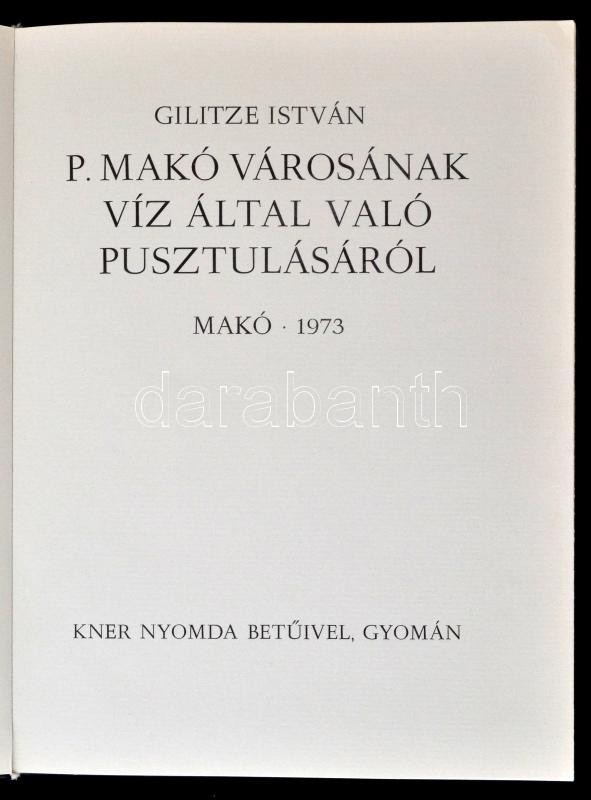 GILITZE ISTVÁN
P. MAKÓ VÁROSÁNAK
VÍZ ÁLTAL VALÓ
PUSZTULÁSÁRÓL
MAKÓ · 1973
darabanth
KNER NYOMDA BETŰIVEL, GYOMÁN